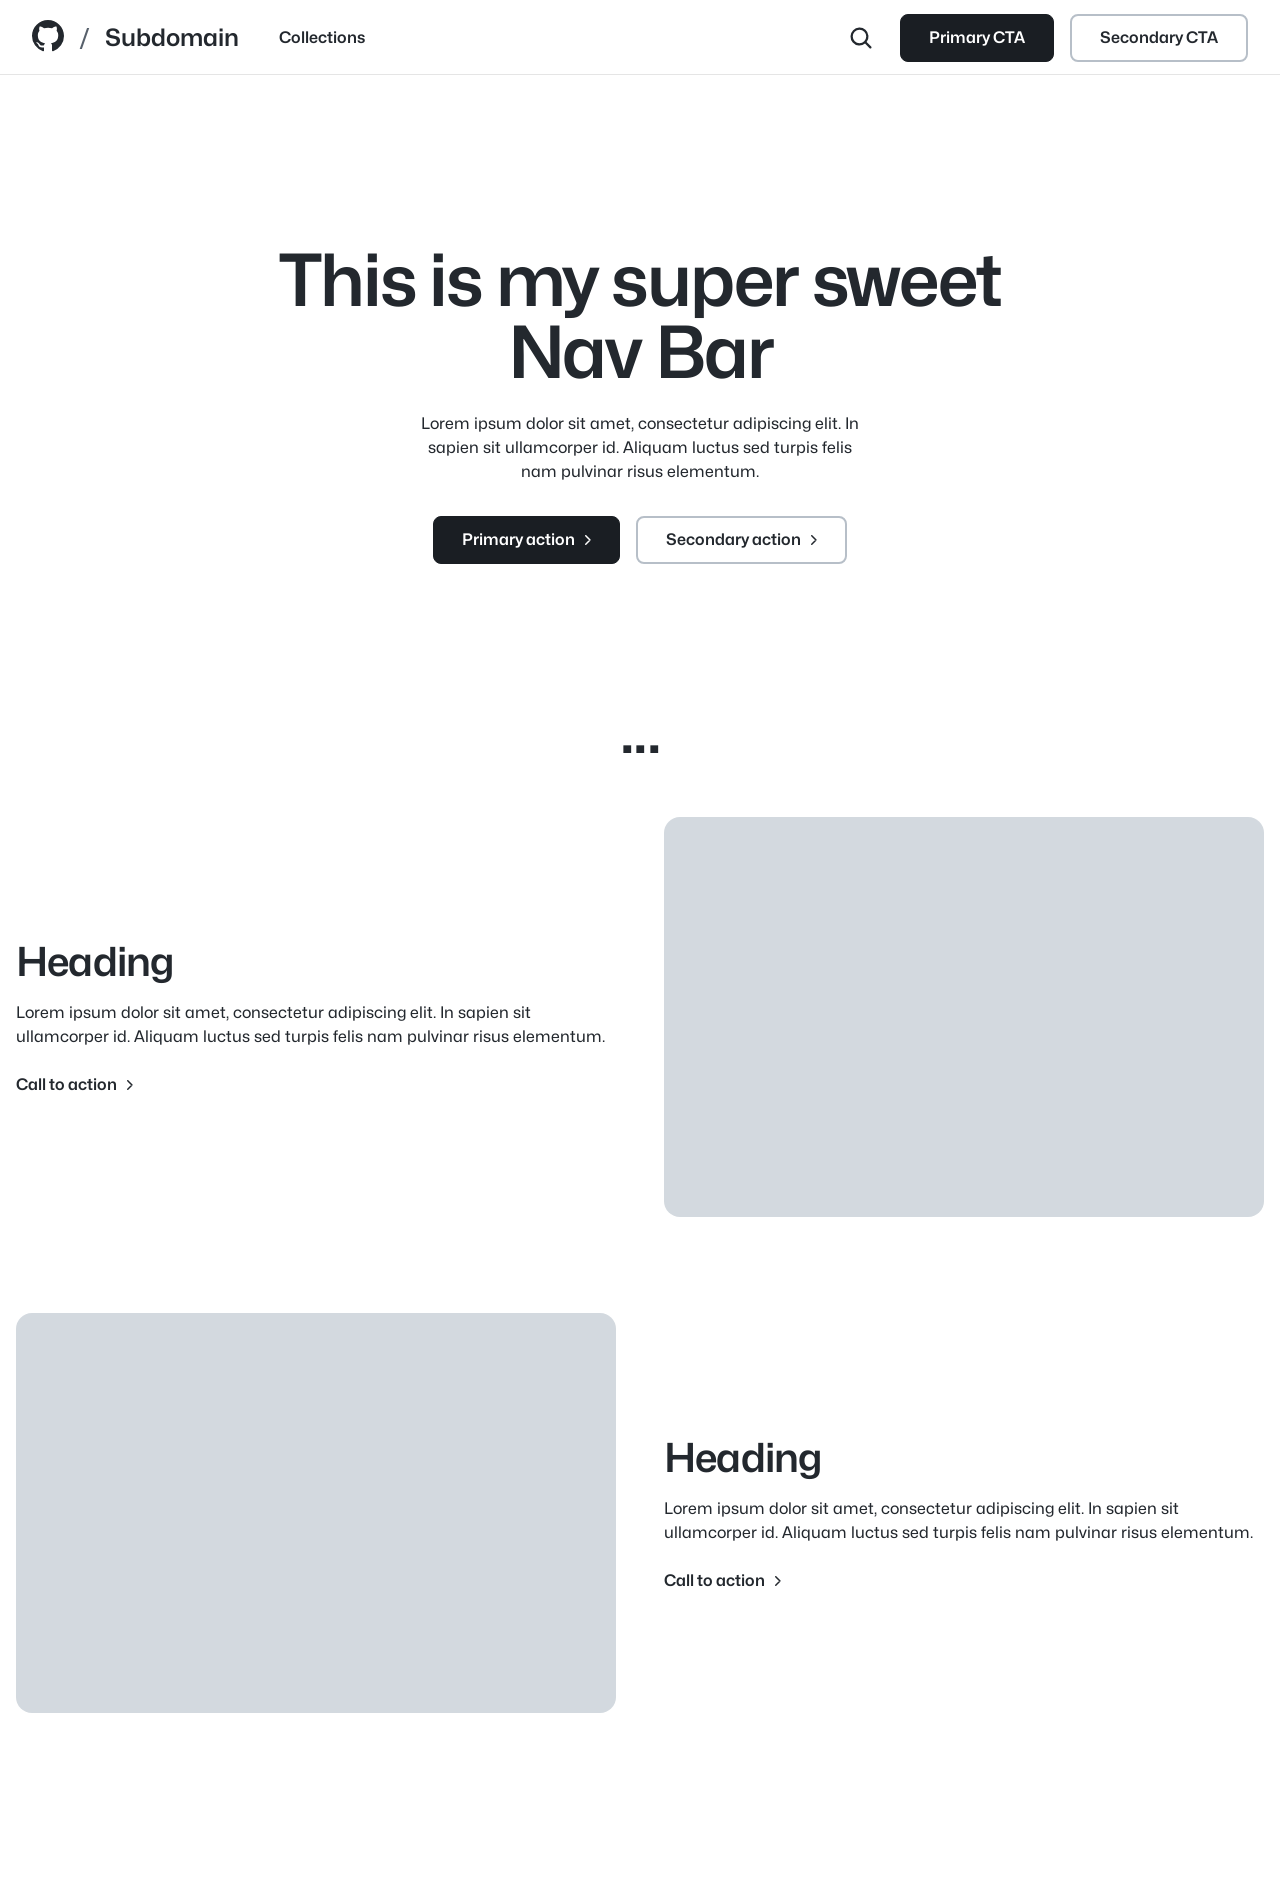 / Subdomain Collections Primary CTA Secondary CTA
This is my super sweet
Nav Bar
Lorem ipsum dolor sit amet, consectetur adipiscing elit. In
sapien sit ullamcorper id. Aliquam luctus sed turpis felis
nam pulvinar risus elementum.
Primary action Secondary action
...
Heading
Lorem ipsum dolor sit amet, consectetur adipiscing elit. In sapien sit
ullamcorper id. Aliquam luctus sed turpis felis nam pulvinar risus elementum.
Call to action
Heading
Lorem ipsum dolor sit amet, consectetur adipiscing elit. In sapien sit
ullamcorper id. Aliquam luctus sed turpis felis nam pulvinar risus elementum.
Call to action